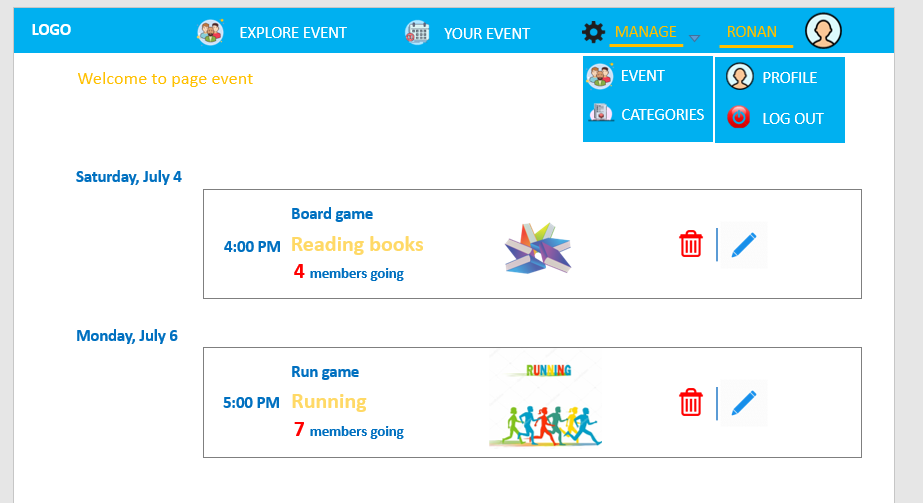 LOGO
EXPLORE EVENT
YOUR EVENT
MANAGE
RONAN
Welcome to page event
EVENT
PROFILE
CATEGORIES
LOG OUT
Saturday, July 4
Board game
4:00 PM Reading books
4 members going
Monday, July 6
Run game
RUNNING
5:00 PM Running
7 members going